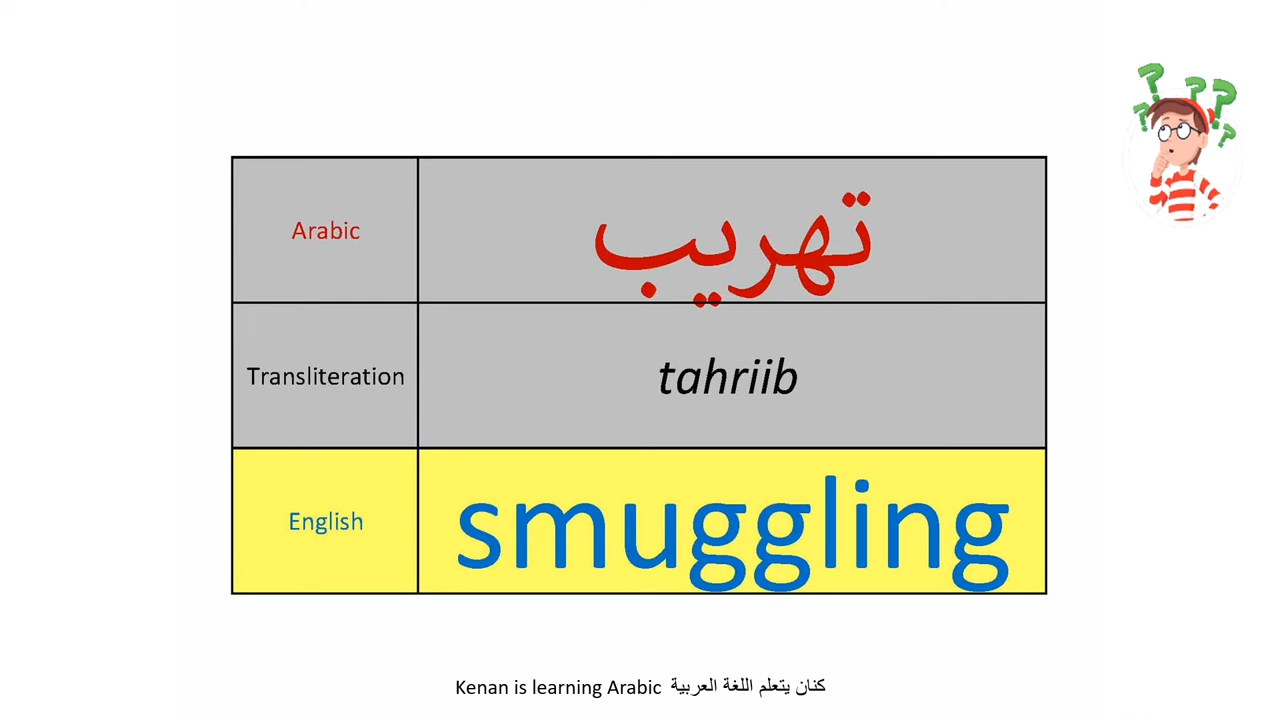 Arabic تهريب
Transliteration tahriib
English smuggling
Kenan is learning Arabic كنان يتعلم اللغة العربية